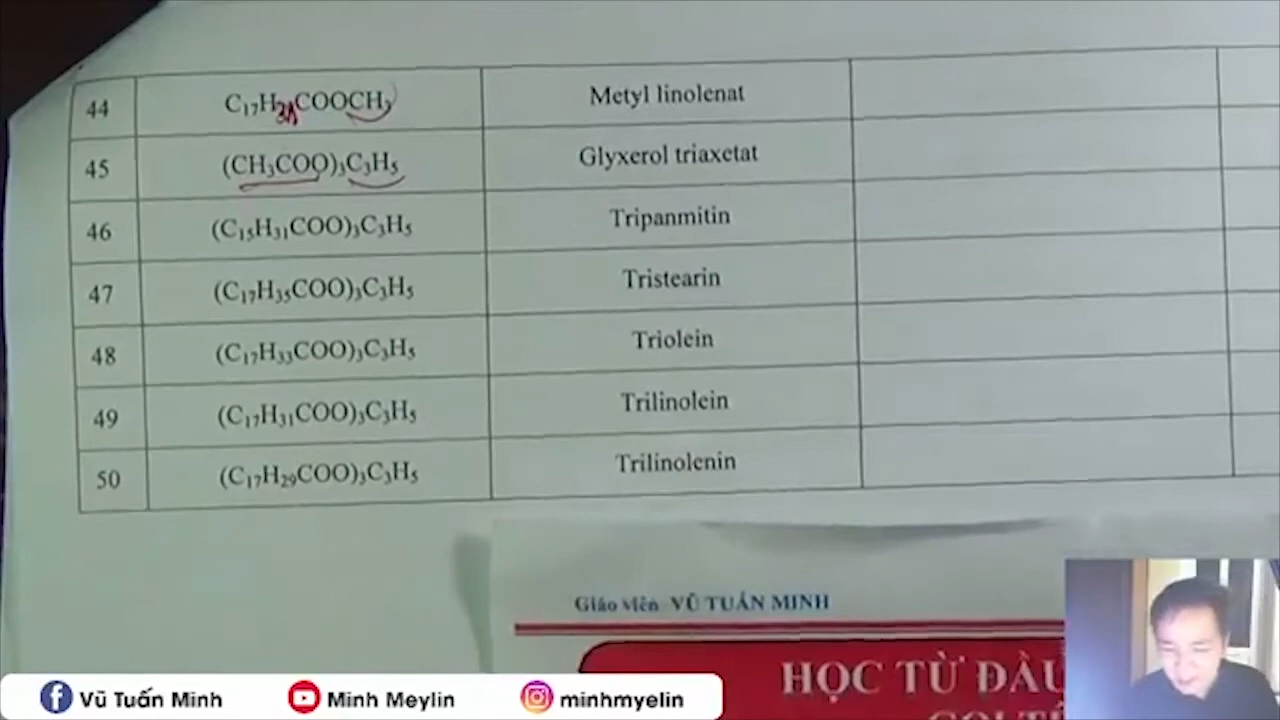 44 C₁₇H₃₁COOCH₃ Metyl linolenat
45 (CH₃COO)₃C₃H₅ Glyxerol triaxetat
46 (C₁₅H₃₁COO)₃C₃H₅ Tripanmitin
47 (C₁₇H₃₅COO)₃C₃H₅ Tristearin
48 (C₁₇H₃₃COO)₃C₃H₅ Triolein
49 (C₁₇H₃₁COO)₃C₃H₅ Trilinolein
50 (C₁₇H₂₉COO)₃C₃H₅ Trilinolenin
Giáo viên VŨ TUẤN MINH
HỌC TỪ ĐẦU
Vũ Tuấn Minh Minh Meylin minhmyelin